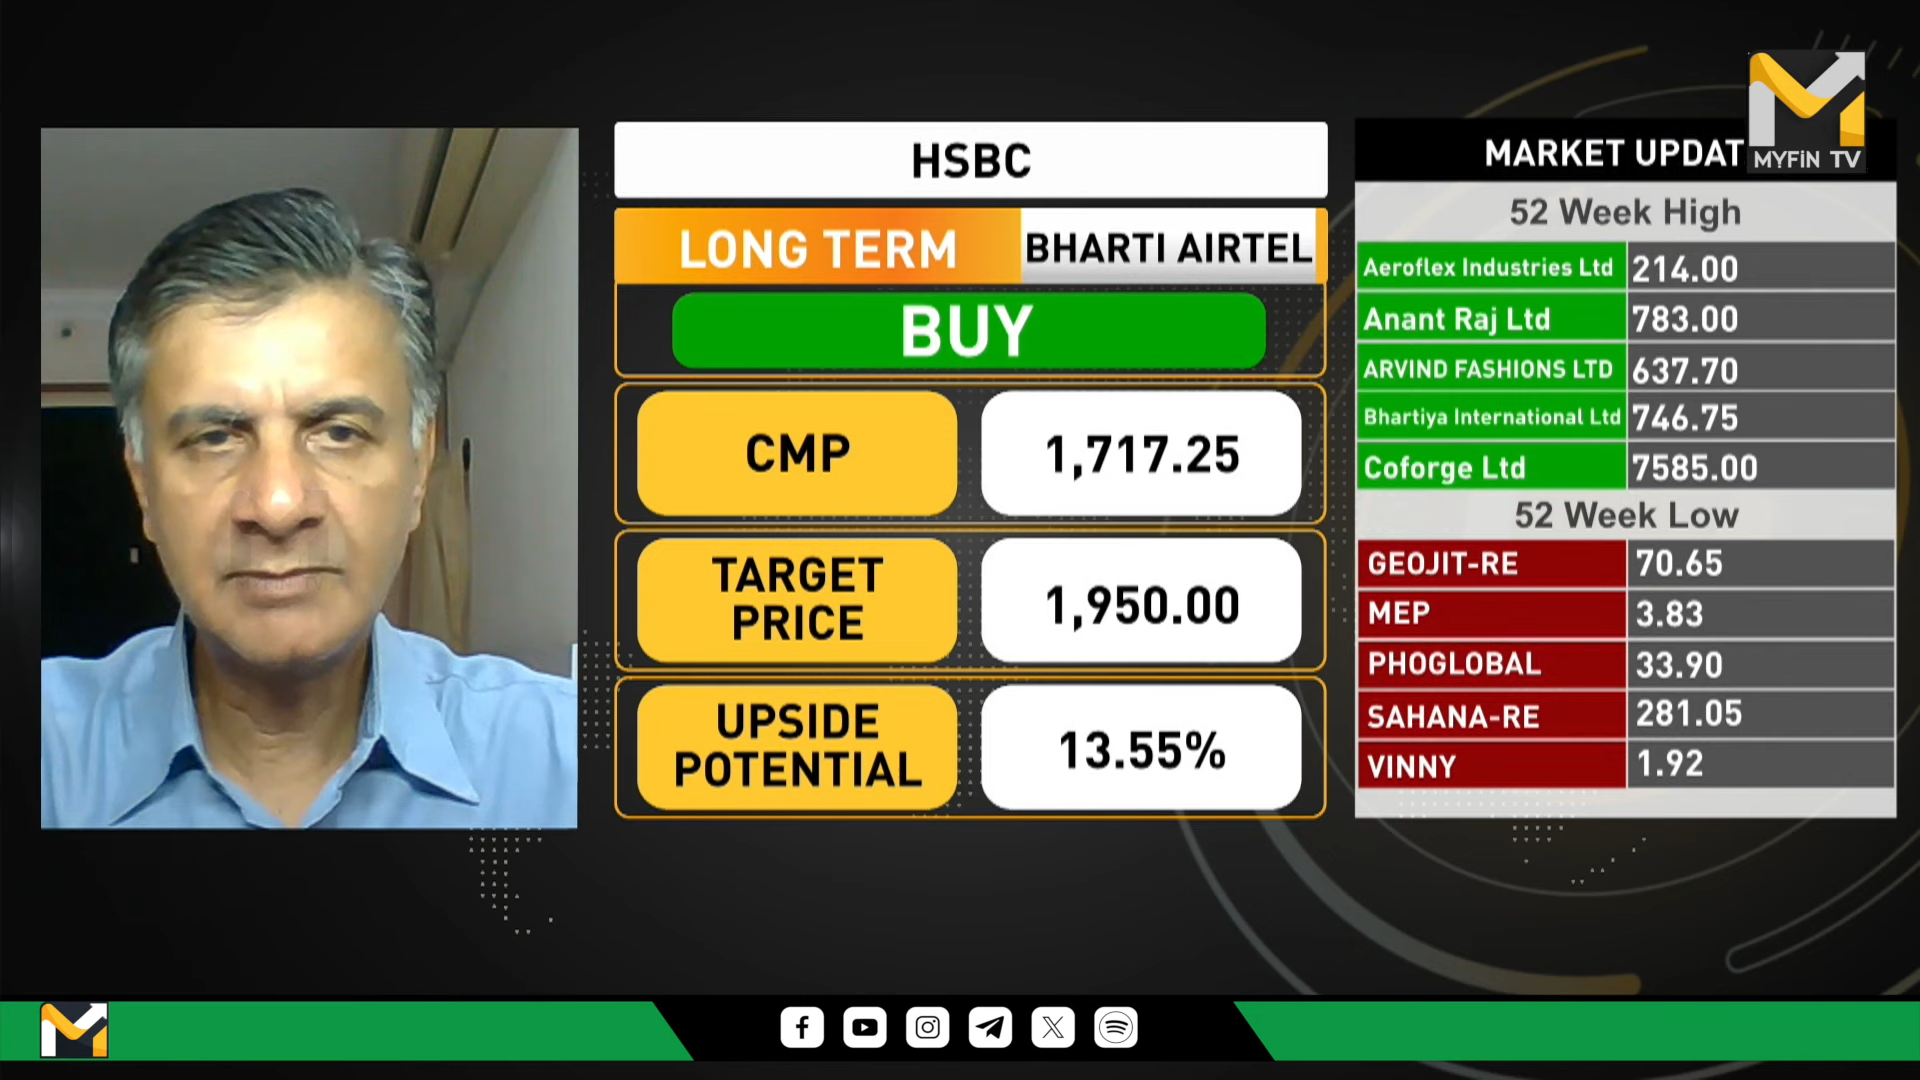 HSBC
LONG TERM
BHARTI AIRTEL
BUY
CMP
1,717.25
TARGET
PRICE
1,950.00
UPSIDE
POTENTIAL
13.55%
MARKET UPDAT
MYFiN TV
52 Week High
Aeroflex Industries Ltd 214.00
Anant Raj Ltd 783.00
ARVIND FASHIONS LTD 637.70
Bhartiya International Ltd 746.75
Coforge Ltd 7585.00
52 Week Low
GEOJIT-RE 70.65
MEP 3.83
PHOGLOBAL 33.90
SAHANA-RE 281.05
VINNY 1.92